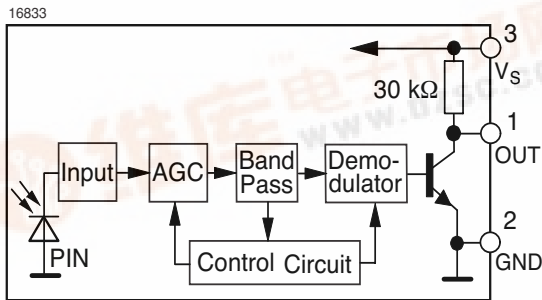 16833
3
V_S
30 kΩ
1
OUT
Input
AGC
Band
Pass
Demo-
dulator
2
GND
PIN
Control Circuit